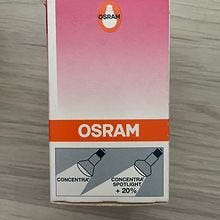 OSRAM
OSRAM
CONCENTRA
CONCENTRA
SPOTLIGHT
+ 20%